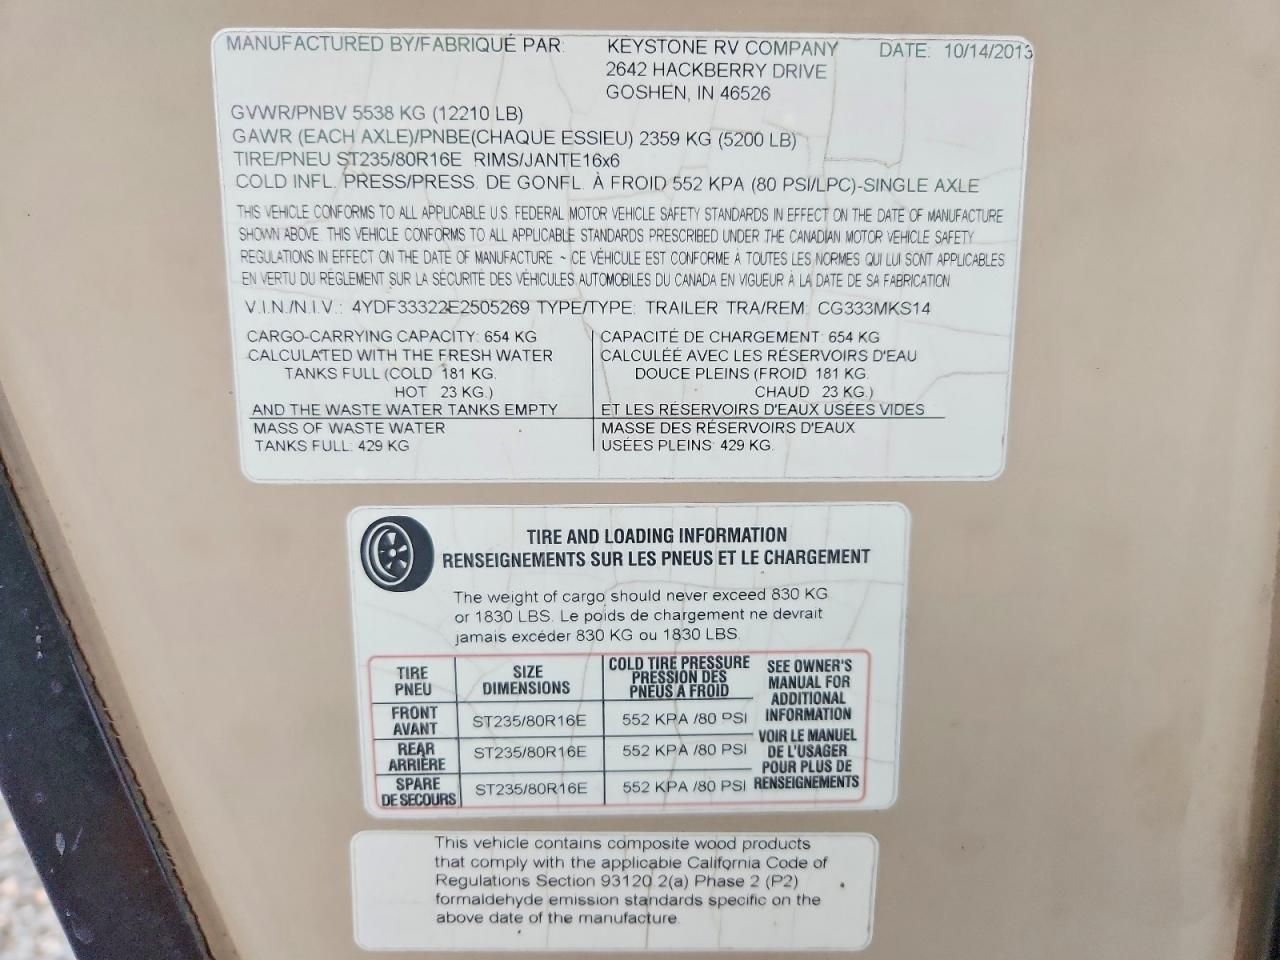 MANUFACTURED BY/FABRIQUÉ PAR: KEYSTONE RV COMPANY DATE: 10/14/2013
2642 HACKBERRY DRIVE
GOSHEN, IN 46526
GVWR/PNBV 5538 KG (12210 LB)
GAWR (EACH AXLE)/PNBE(CHAQUE ESSIEU) 2359 KG (5200 LB)
TIRE/PNEU ST235/80R16E RIMS/JANTE16x6
COLD INFL. PRESS/PRESS. DE GONFL. À FROID 552 KPA (80 PSI/LPC)-SINGLE AXLE
THIS VEHICLE CONFORMS TO ALL APPLICABLE U.S. FEDERAL MOTOR VEHICLE SAFETY STANDARDS IN EFFECT ON THE DATE OF MANUFACTURE
SHOWN ABOVE. THIS VEHICLE CONFORMS TO ALL APPLICABLE STANDARDS PRESCRIBED UNDER THE CANADIAN MOTOR VEHICLE SAFETY
REGULATIONS IN EFFECT ON THE DATE OF MANUFACTURE ~ CE VÉHICULE EST CONFORME À TOUTES LES NORMES QUI LUI SONT APPLICABLES
EN VERTU DU RÈGLEMENT SUR LA SÉCURITÉ DES VÉHICULES AUTOMOBILES DU CANADA EN VIGUEUR À LA DATE DE SA FABRICATION
V.I.N./N.I.V.: 4YDF33322E2505269 TYPE/TYPE: TRAILER TRA/REM: CG333MKS14
CARGO-CARRYING CAPACITY: 654 KG
CALCULATED WITH THE FRESH WATER
TANKS FULL (COLD 181 KG.
HOT 23 KG.)
AND THE WASTE WATER TANKS EMPTY
MASS OF WASTE WATER
TANKS FULL: 429 KG
CAPACITÉ DE CHARGEMENT: 654 KG
CALCULÉE AVEC LES RÉSERVOIRS D'EAU
DOUCE PLEINS (FROID 181 KG.
CHAUD 23 KG.)
ET LES RÉSERVOIRS D'EAUX USÉES VIDES
MASSE DES RÉSERVOIRS D'EAUX
USÉES PLEINS: 429 KG.
TIRE AND LOADING INFORMATION
RENSEIGNEMENTS SUR LES PNEUS ET LE CHARGEMENT
The weight of cargo should never exceed 830 KG
or 1830 LBS. Le poids de chargement ne devrait
jamais excéder 830 KG ou 1830 LBS.
TIRE
PNEU
SIZE
DIMENSIONS
COLD TIRE PRESSURE
PRESSION DES
PNEUS A FROID
FRONT
AVANT
ST235/80R16E 552 KPA /80 PSI
REAR
ARRIÈRE
ST235/80R16E 552 KPA /80 PSI
SPARE
DE SECOURS
ST235/80R16E 552 KPA /80 PSI
SEE OWNER'S
MANUAL FOR
ADDITIONAL
INFORMATION
VOIR LE MANUEL
DE L'USAGER
POUR PLUS DE
RENSEIGNEMENTS
This vehicle contains composite wood products
that comply with the applicable California Code of
Regulations Section 93120.2(a) Phase 2 (P2)
formaldehyde emission standards specific on the
above date of the manufacture.